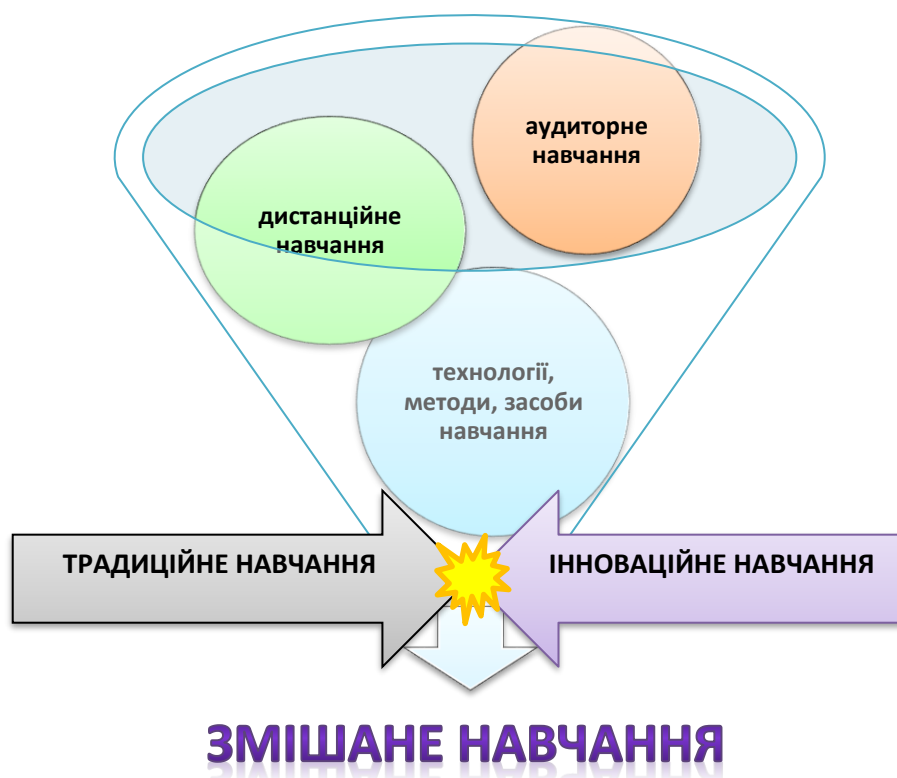 аудиторне
навчання
дистанційне
навчання
технології,
методи, засоби
навчання
ТРАДИЦІЙНЕ НАВЧАННЯ
ІННОВАЦІЙНЕ НАВЧАННЯ
ЗМІШАНЕ НАВЧАННЯ